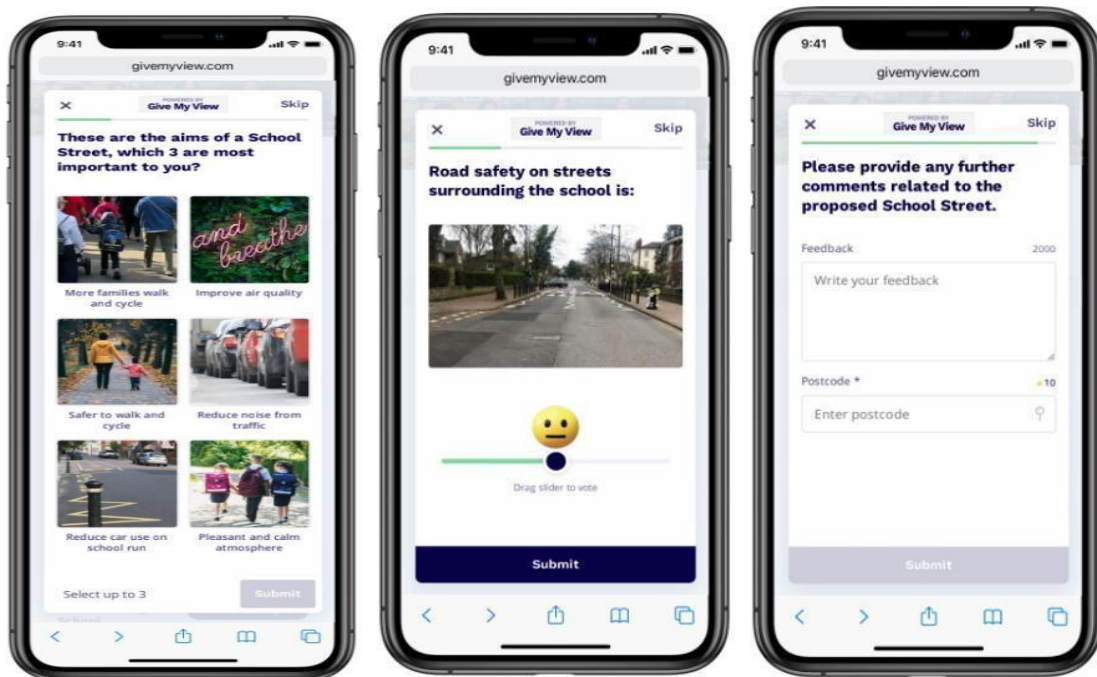 9:41
givemyview.com
POWERED BY
Give My View
Skip
These are the aims of a School
Street, which 3 are most
important to you?
and
breathe
More families walk
and cycle
Improve air quality
Safer to walk and
cycle
Reduce noise from
traffic
Reduce car use on
school run
Pleasant and calm
atmosphere
Select up to 3
Submit
School
9:41
givemyview.com
POWERED BY
Give My View
Skip
Road safety on streets
surrounding the school is:
Drag slider to vote
Submit
9:41
givemyview.com
POWERED BY
Give My View
Skip
Please provide any further
comments related to the
proposed School Street.
Feedback
2000
Write your feedback
Postcode *
10
Enter postcode
Submit